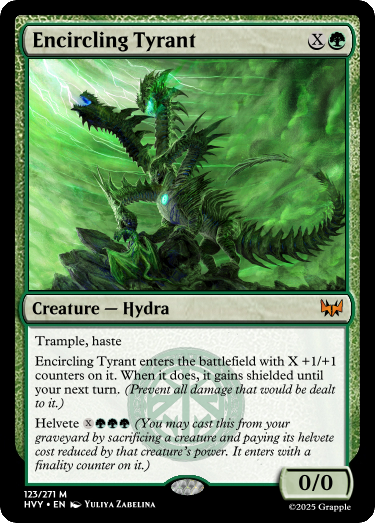 Encircling Tyrant X
Creature — Hydra
Trample, haste
Encircling Tyrant enters the battlefield with X +1/+1
counters on it. When it does, it gains shielded until
your next turn. (Prevent all damage that would be dealt
to it.)
Helvete X (You may cast this from your
graveyard by sacrificing a creature and paying its helvete
cost reduced by that creature's power. It enters with a
finality counter on it.)
0/0
123/271 M
HVY • EN Yuliya Zabelina
©2025 Grapple